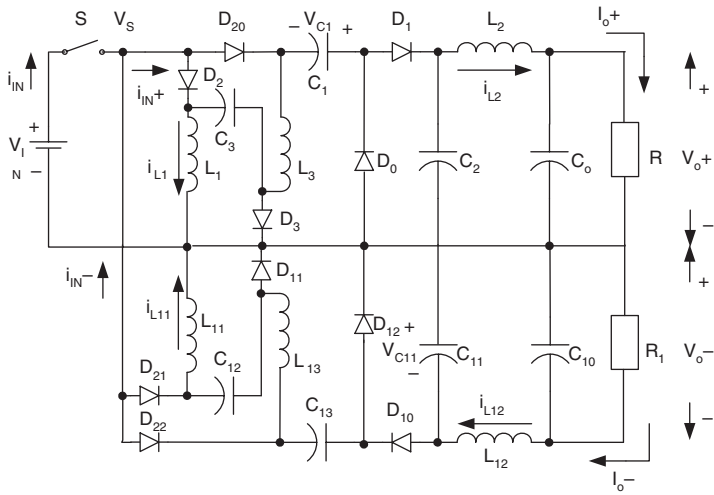 S V_S D_20 − V_C1 + D_1 L_2 I_o+
i_IN i_IN+ D_2 C_1 i_L2 +
C_3
V_I N + − i_L1 L_1 L_3 D_0 C_2 C_o R V_o+
D_3 −
i_IN− D_11 +
i_L11 L_11 D_12 +
C_12 L_13 V_C11 − C_11 C_10 R_1 V_o−
D_21
D_22 C_13 D_10 i_L12 −
L_12 I_o−